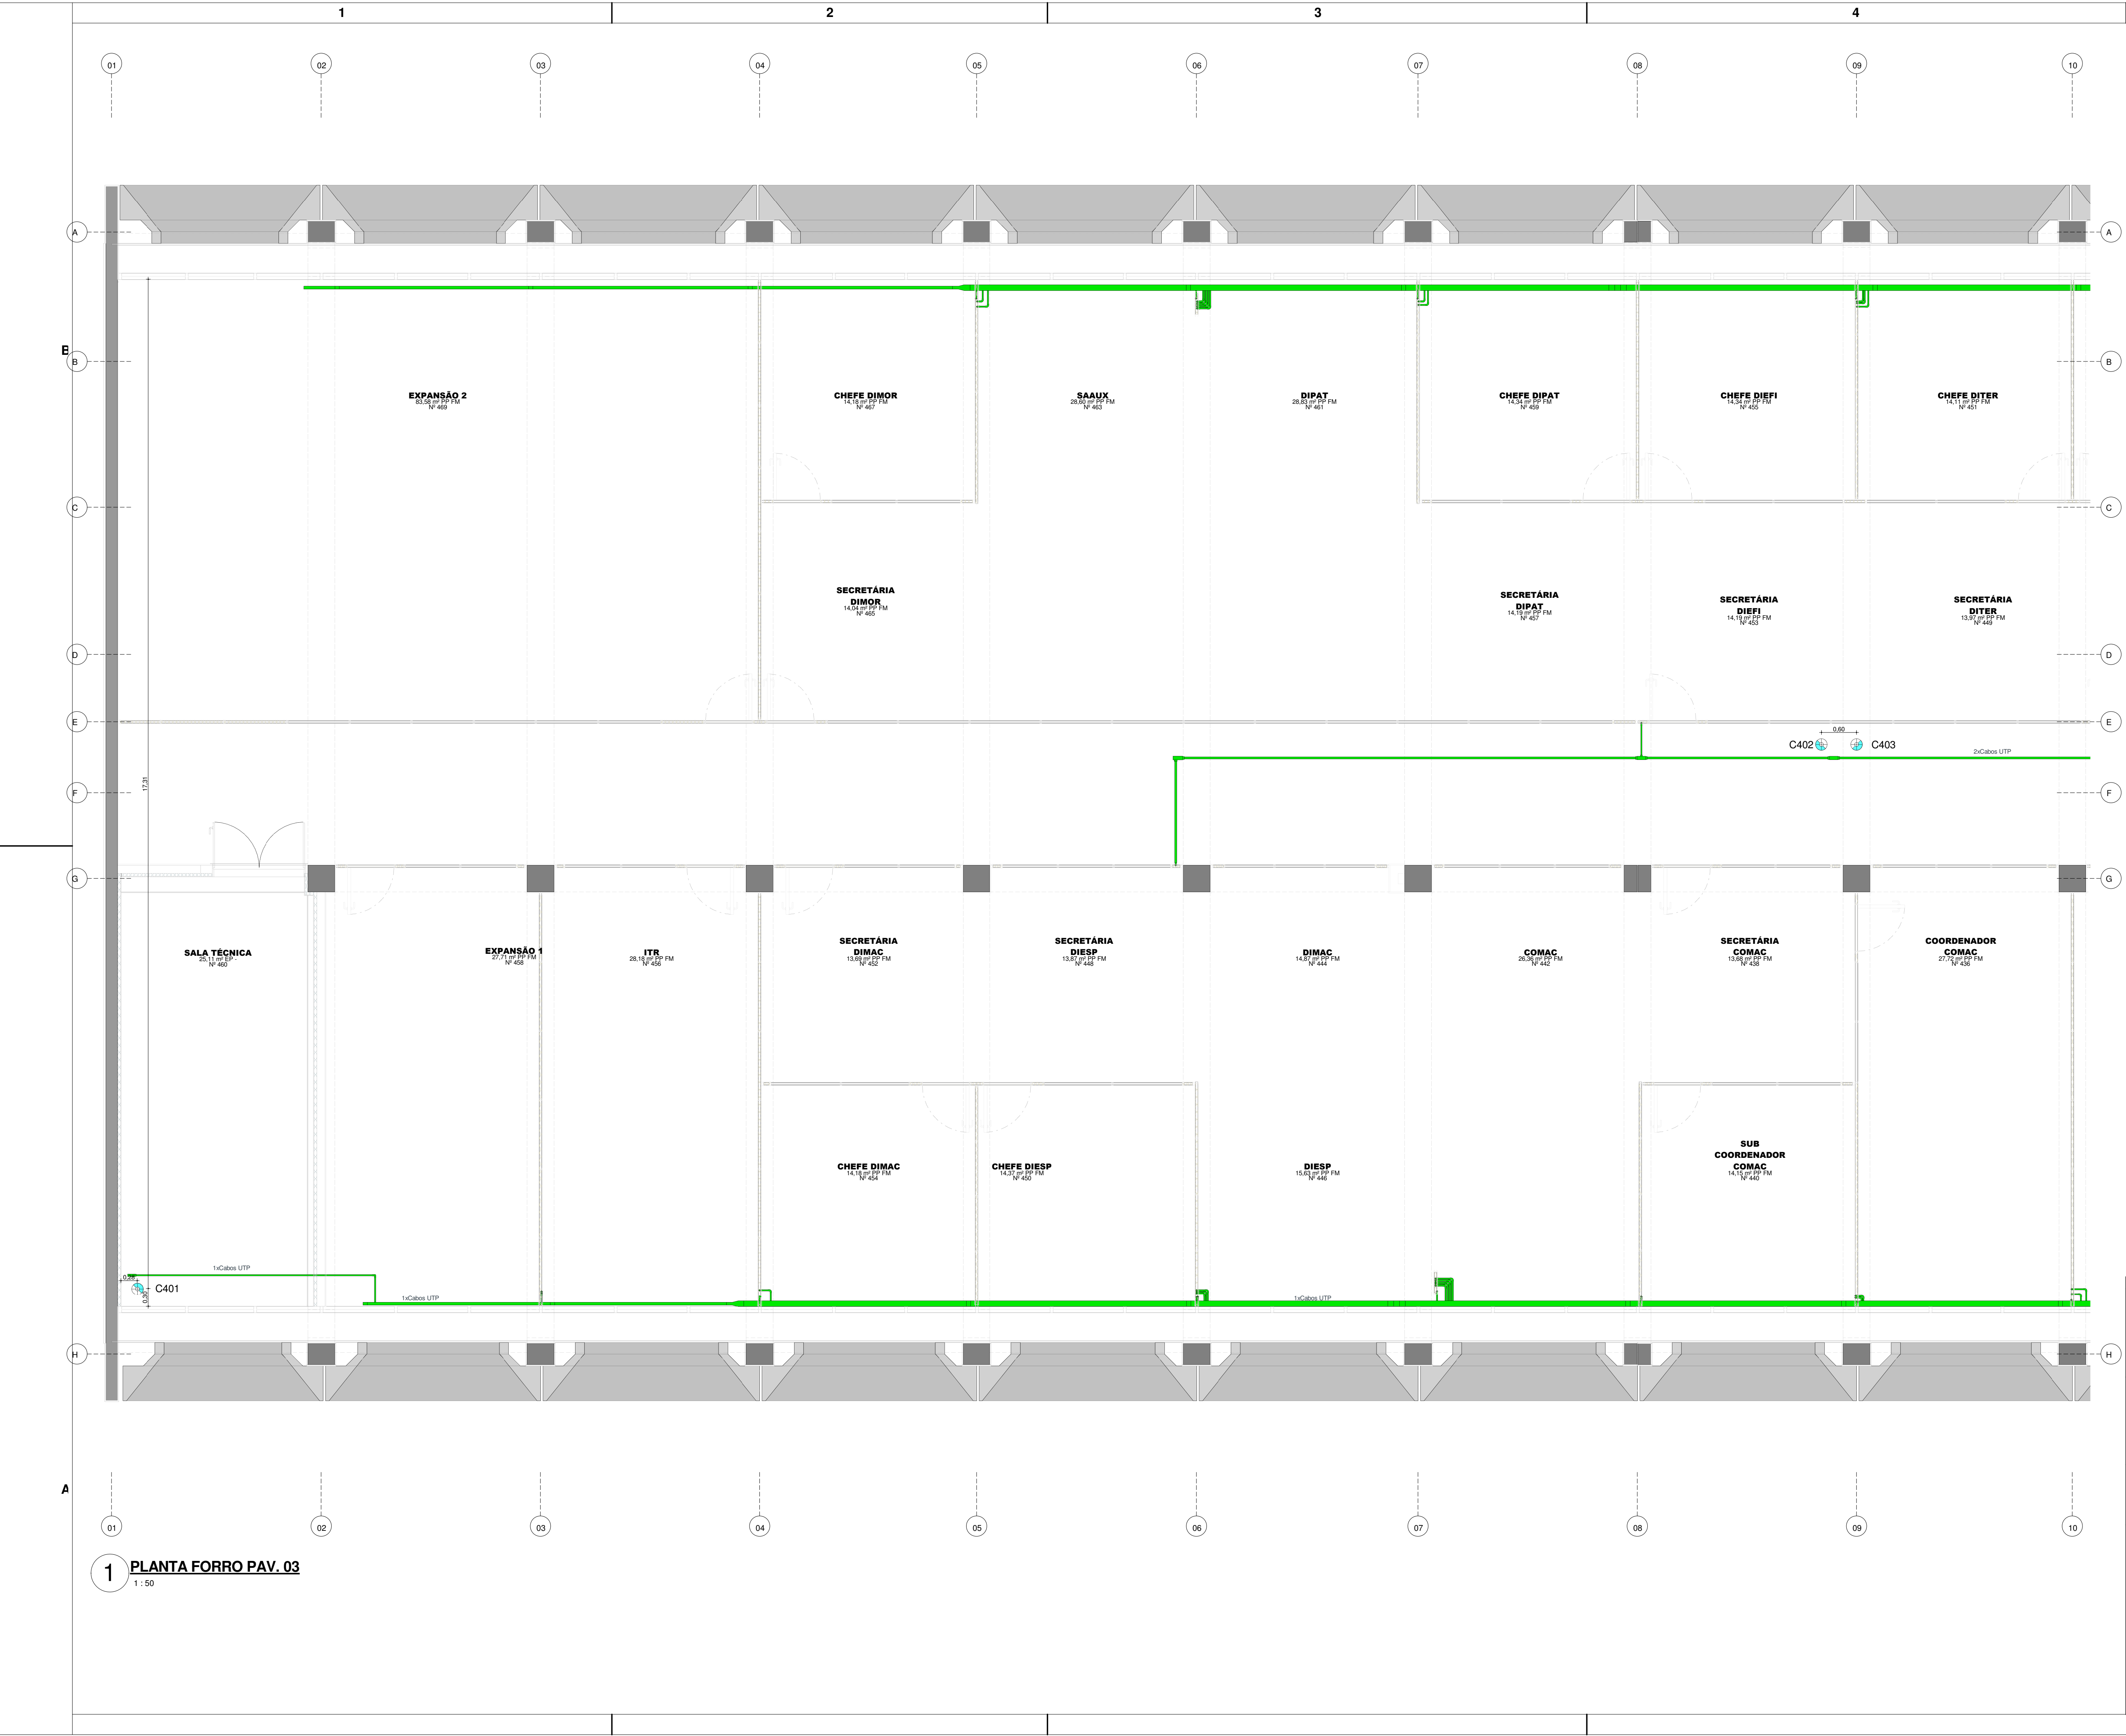 1 2 3 4
01 02 03 04 05 06 07 08 09 10
A A
B
B B
EXPANSÃO 2
83,58 m² PP FM
Nº 469
CHEFE DIMOR
14,18 m² PP FM
Nº 467
SAAUX
28,60 m² PP FM
Nº 463
DIPAT
28,83 m² PP FM
Nº 461
CHEFE DIPAT
14,34 m² PP FM
Nº 459
CHEFE DIEFI
14,34 m² PP FM
Nº 455
CHEFE DITER
14,11 m² PP FM
Nº 451
C C
SECRETÁRIA
DIMOR
14,04 m² PP FM
Nº 465
SECRETÁRIA
DIPAT
14,19 m² PP FM
Nº 457
SECRETÁRIA
DIEFI
14,19 m² PP FM
Nº 453
SECRETÁRIA
DITER
13,97 m² PP FM
Nº 449
D D
E E
0,60
C402 C403
2xCabos UTP
17,31
F F
G G
SALA TÉCNICA
25,11 m² EP -
Nº 460
EXPANSÃO 1
27,71 m² PP FM
Nº 458
ITR
28,18 m² PP FM
Nº 456
SECRETÁRIA
DIMAC
13,69 m² PP FM
Nº 452
SECRETÁRIA
DIESP
13,87 m² PP FM
Nº 448
DIMAC
14,87 m² PP FM
Nº 444
COMAC
26,36 m² PP FM
Nº 442
SECRETÁRIA
COMAC
13,68 m² PP FM
Nº 438
COORDENADOR
COMAC
27,72 m² PP FM
Nº 436
CHEFE DIMAC
14,18 m² PP FM
Nº 454
CHEFE DIESP
14,37 m² PP FM
Nº 450
DIESP
15,63 m² PP FM
Nº 446
SUB
COORDENADOR
COMAC
14,15 m² PP FM
Nº 440
1xCabos UTP
C401
0,30
1xCabos UTP
1xCabos UTP
H H
A
01 02 03 04 05 06 07 08 09 10
1 PLANTA FORRO PAV. 03
1 : 50